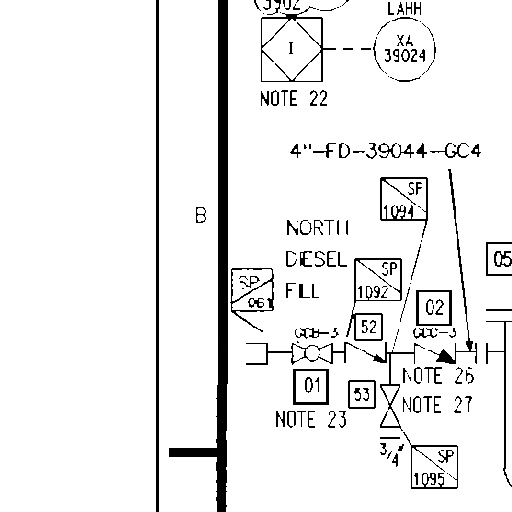 LAHH
I
XA
39024
NOTE 22
4"-FD-39044-GC4
SP
1094
B
NORTH
DIESEL
FILL
05
SP
961
SP
1092
02
52
GCB-3
GCC-3
01
53
NOTE 26
NOTE 23
NOTE 27
3/4"
SP
1095